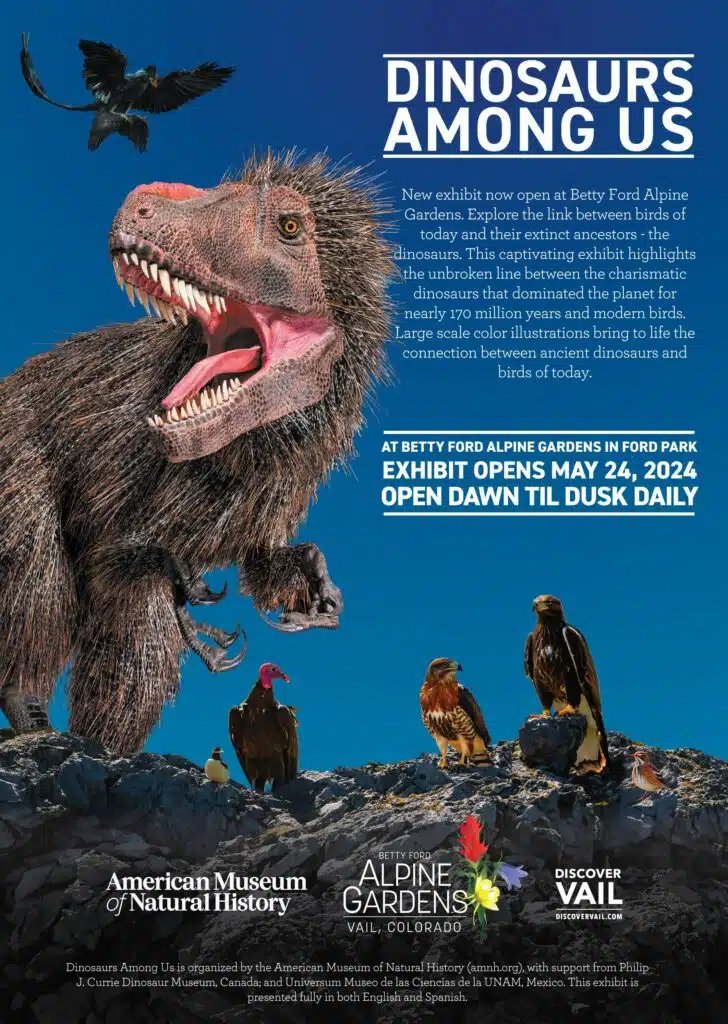 DINOSAURS
AMONG US
New exhibit now open at Betty Ford Alpine
Gardens. Explore the link between birds of
today and their extinct ancestors - the
dinosaurs. This captivating exhibit highlights
the unbroken line between the charismatic
dinosaurs that dominated the planet for
nearly 170 million years and modern birds.
Large scale color illustrations bring to life the
connection between ancient dinosaurs and
birds of today.
AT BETTY FORD ALPINE GARDENS IN FORD PARK
EXHIBIT OPENS MAY 24, 2024
OPEN DAWN TIL DUSK DAILY
American Museum
of Natural History
BETTY FORD
ALPINE
GARDENS
VAIL, COLORADO
DISCOVER
VAIL
DISCOVERVAIL.COM
Dinosaurs Among Us is organized by the American Museum of Natural History (amnh.org), with support from Philip
J. Currie Dinosaur Museum, Canada; and Universum Museo de las Ciencias de la UNAM, Mexico. This exhibit is
presented fully in both English and Spanish.